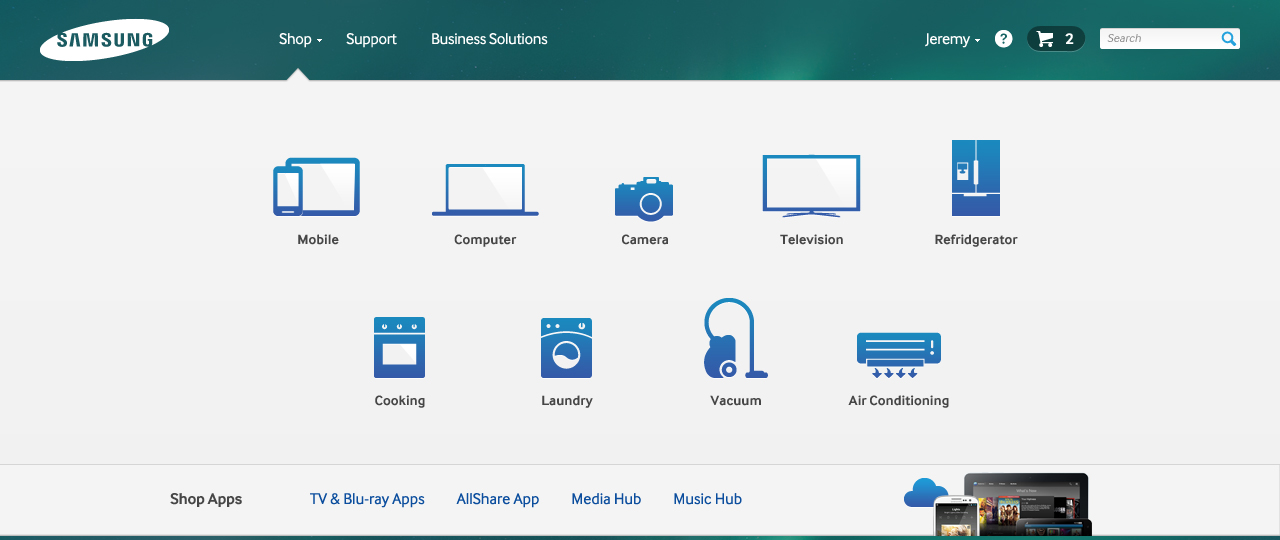 SAMSUNG
Shop
Support
Business Solutions
Jeremy
?
2
Search
Mobile
Computer
Camera
Television
Refridgerator
Cooking
Laundry
Vacuum
Air Conditioning
Shop Apps
TV & Blu-ray Apps
AllShare App
Media Hub
Music Hub